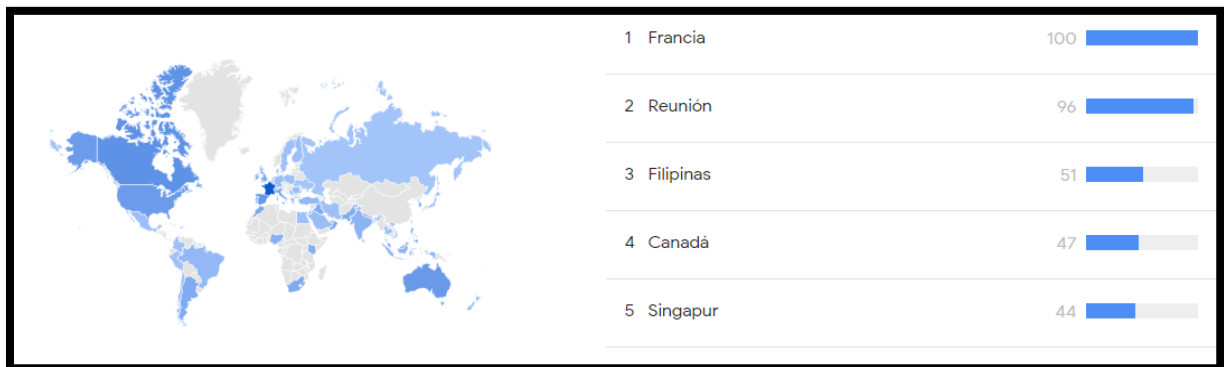 1 Francia 100
2 Reunión 96
3 Filipinas 51
4 Canadá 47
5 Singapur 44